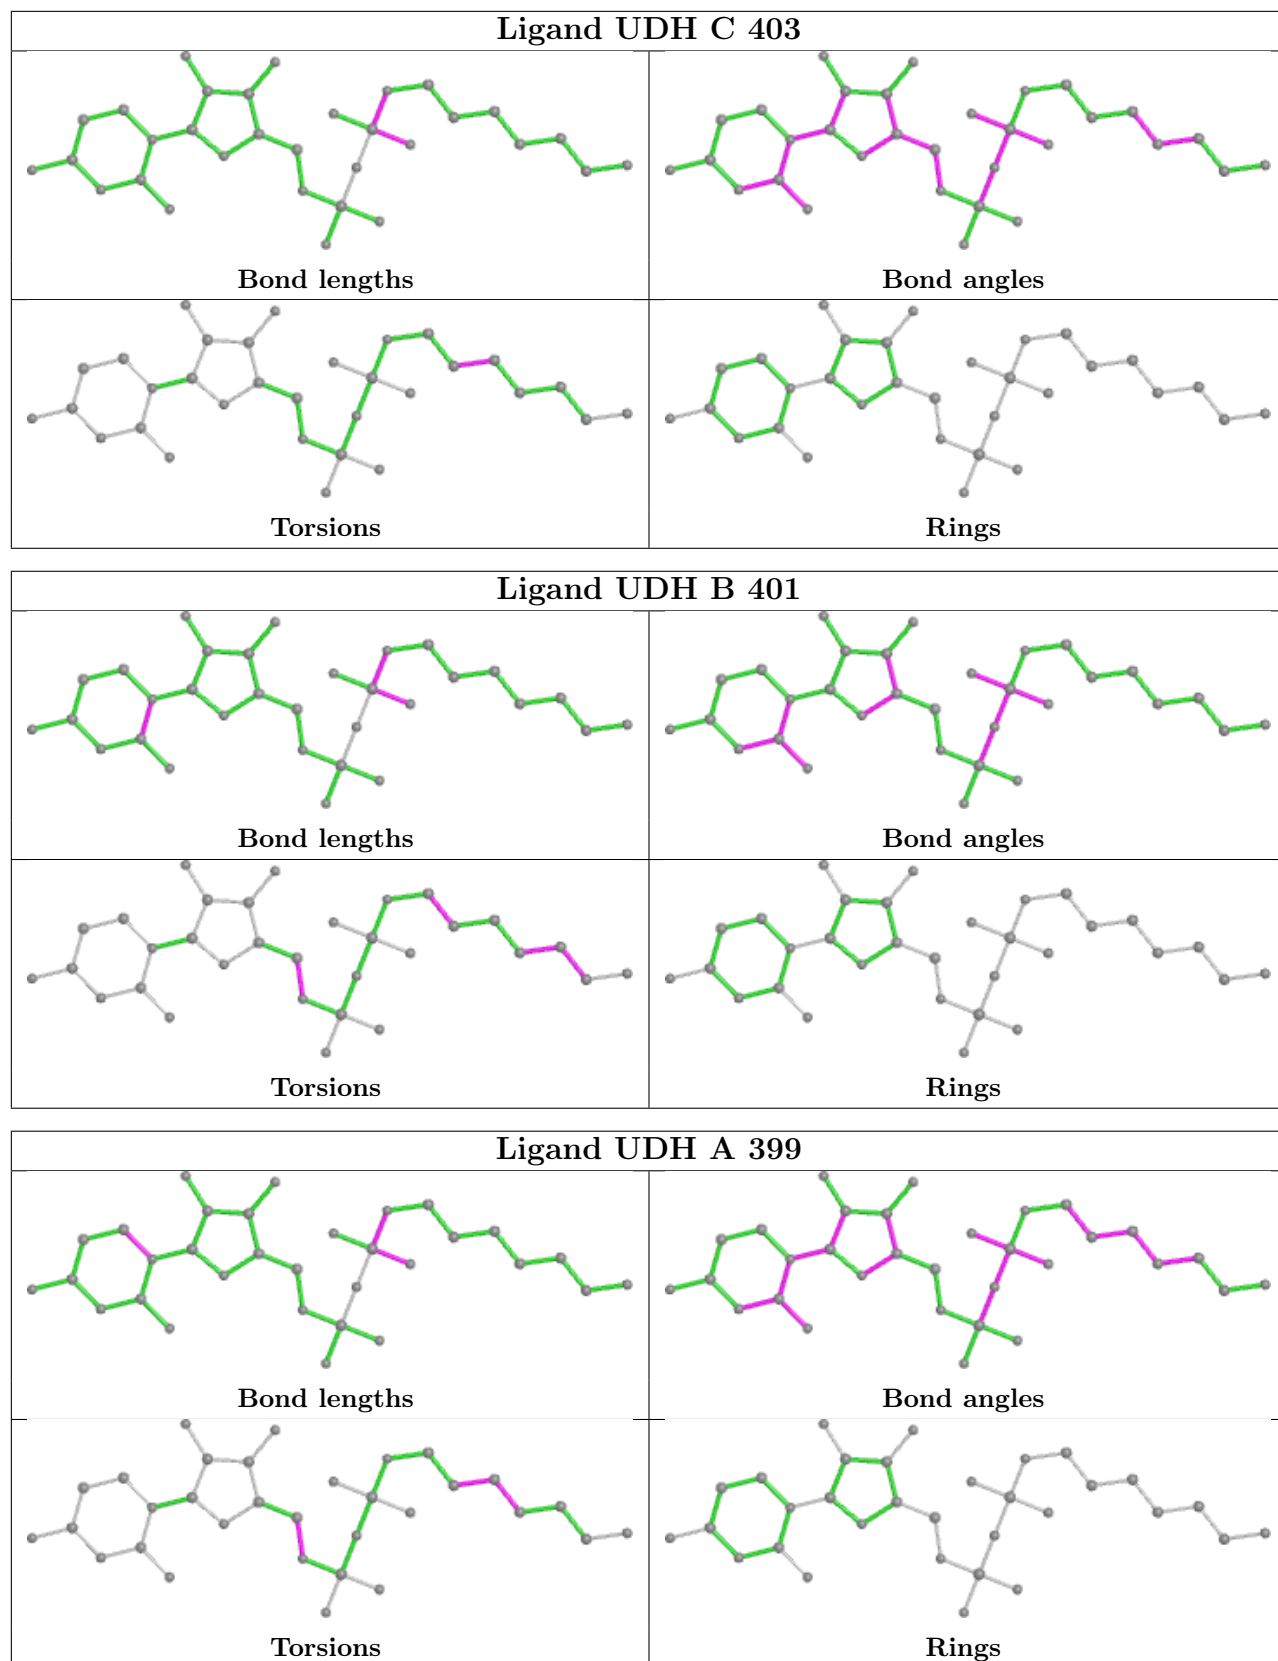 Ligand UDH C 403
Bond lengths
Bond angles
Torsions
Rings
Ligand UDH B 401
Bond lengths
Bond angles
Torsions
Rings
Ligand UDH A 399
Bond lengths
Bond angles
Torsions
Rings